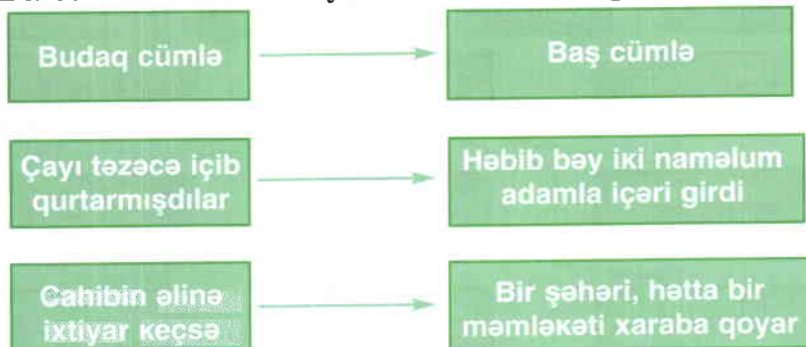 Budaq cümlə
Baş cümlə
Çayı təzəcə içib
qurtarmışdılar
Həbib bəy iki naməlum
adamla içəri girdi
əlinə
ixtiyar keçsə
Bir şəhəri, hətta bir
məmləkəti xaraba qoyar